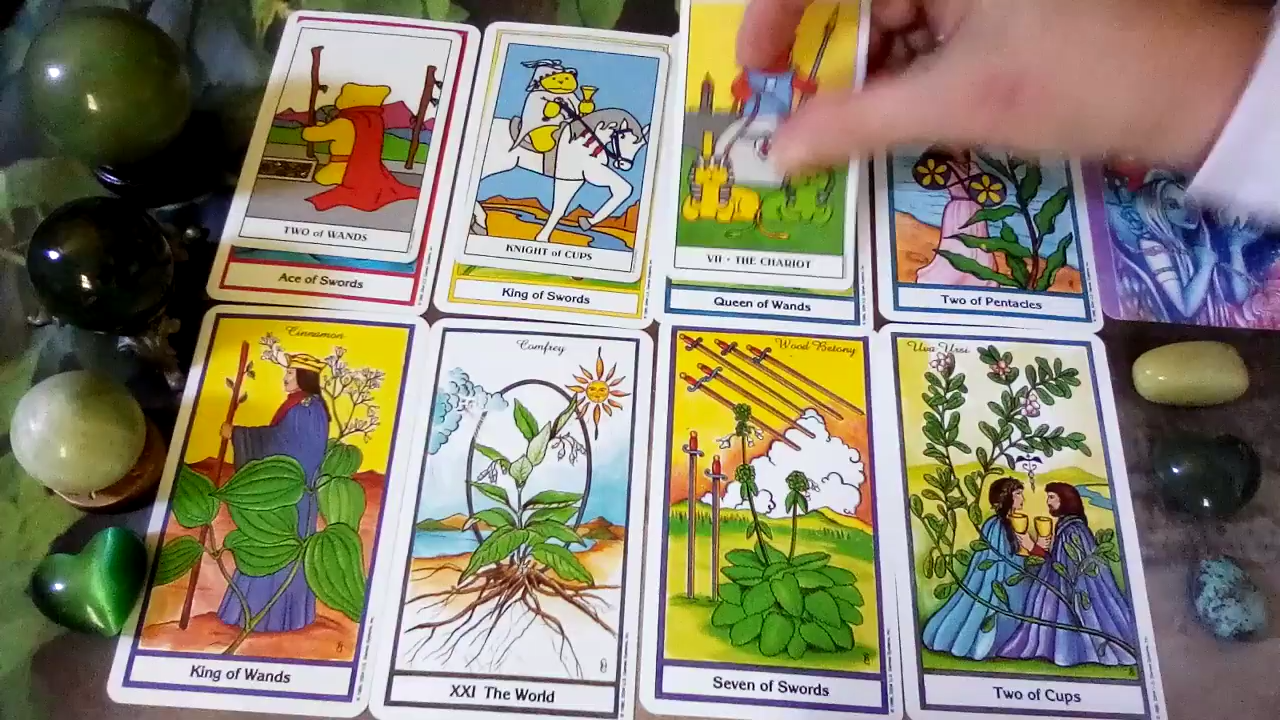 TWO of WANDS
Ace of Swords
KNIGHT of CUPS
King of Swords
VII • THE CHARIOT
Queen of Wands
Two of Pentacles
Cinnamon
King of Wands
Comfrey
XXI The World
Wood Betony
Seven of Swords
Uva Ursi
Two of Cups